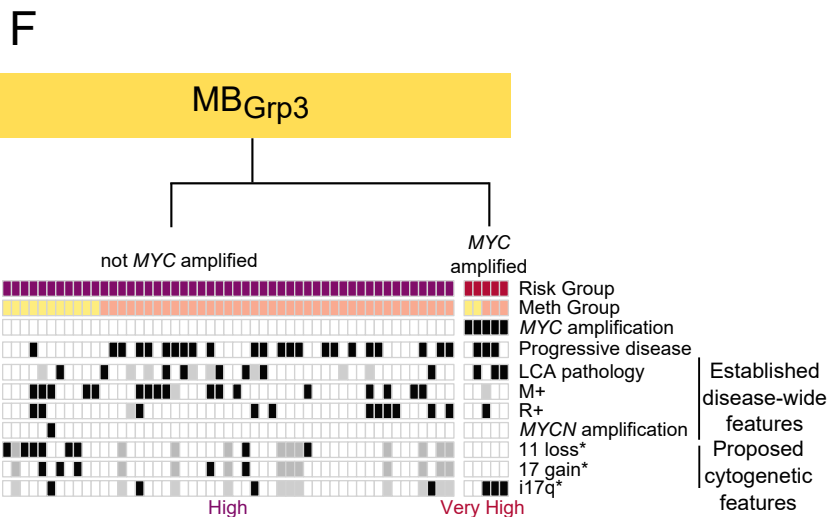 F
MBGrp3
not MYC amplified
MYC
amplified
Risk Group
Meth Group
MYC amplification
Progressive disease
LCA pathology
M+
R+
MYCN amplification
11 loss*
17 gain*
i17q*
Established
disease-wide
features
Proposed
cytogenetic
features
High
Very High